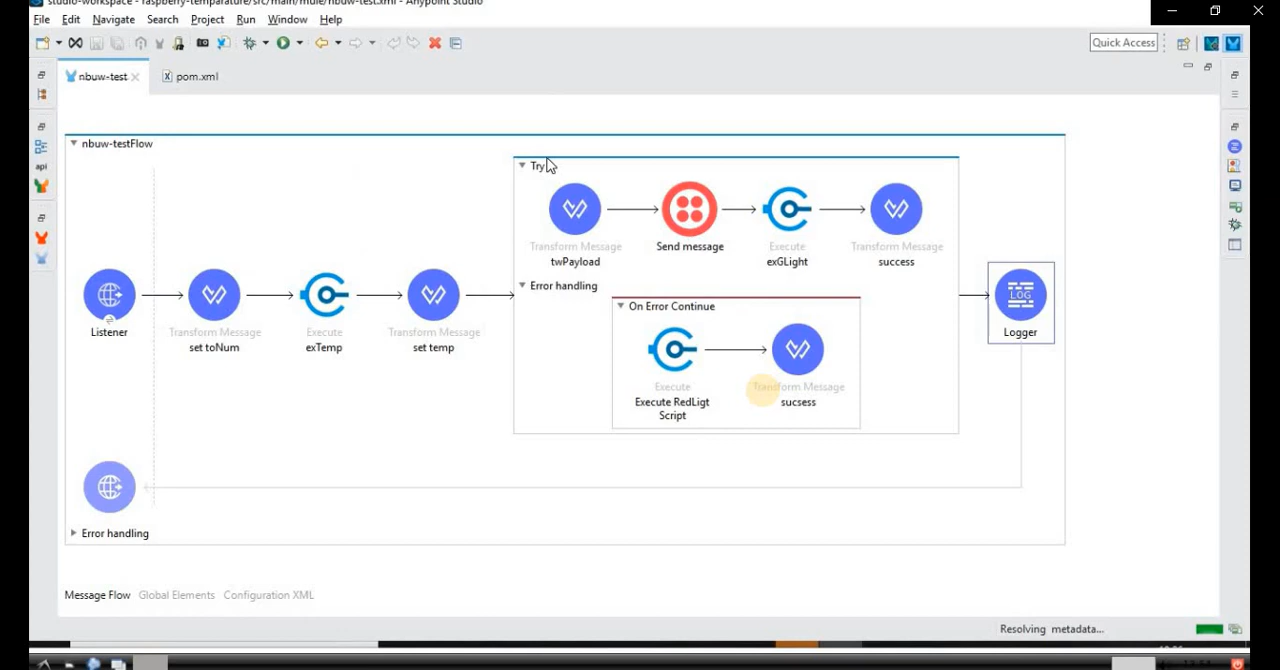 studio-workspace - raspberry-temparature/src/main/mule/nbuw-test.xml - Anypoint Studio
File Edit Navigate Search Project Run Window Help
Quick Access
nbuw-test
pom.xml
api
nbuw-testFlow
Try
Transform Message
twPayload
Send message
Execute
exGLight
Transform Message
success
Listener
Transform Message
set toNum
Execute
exTemp
Transform Message
set temp
Error handling
On Error Continue
Execute
Execute RedLigt
Script
Transform Message
sucsess
LOG
Logger
Error handling
Message Flow Global Elements Configuration XML
Resolving metadata...